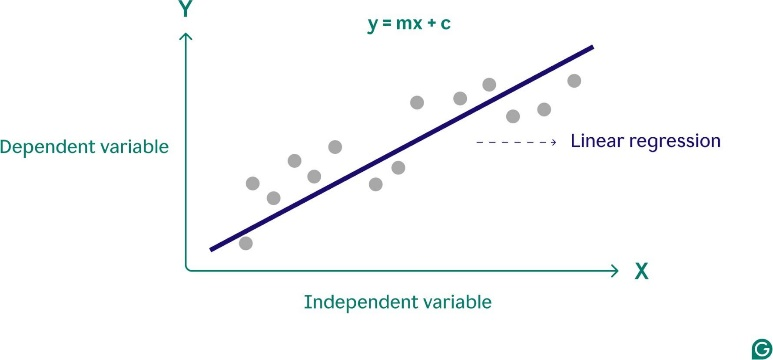 Y
y = mx + c
Dependent variable
Linear regression
X
Independent variable